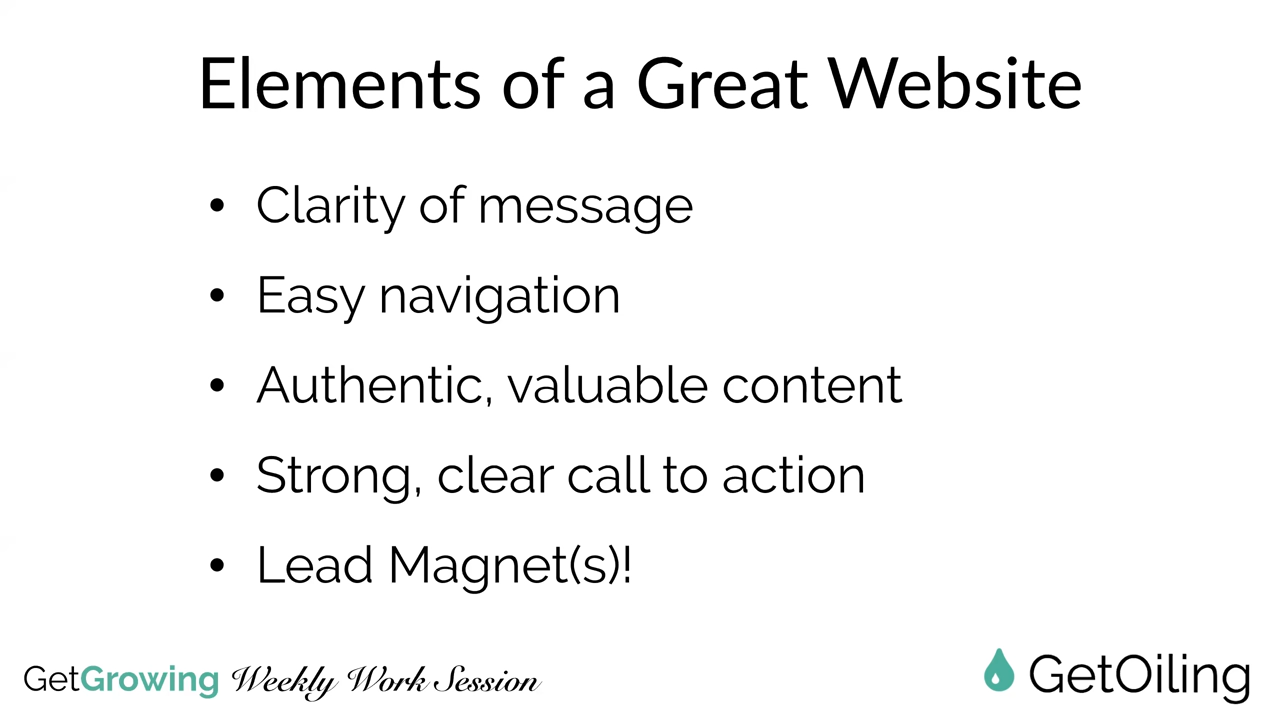 Elements of a Great Website
• Clarity of message
• Easy navigation
• Authentic, valuable content
• Strong, clear call to action
• Lead Magnet(s)!
GetGrowing Weekly Work Session
GetOiling